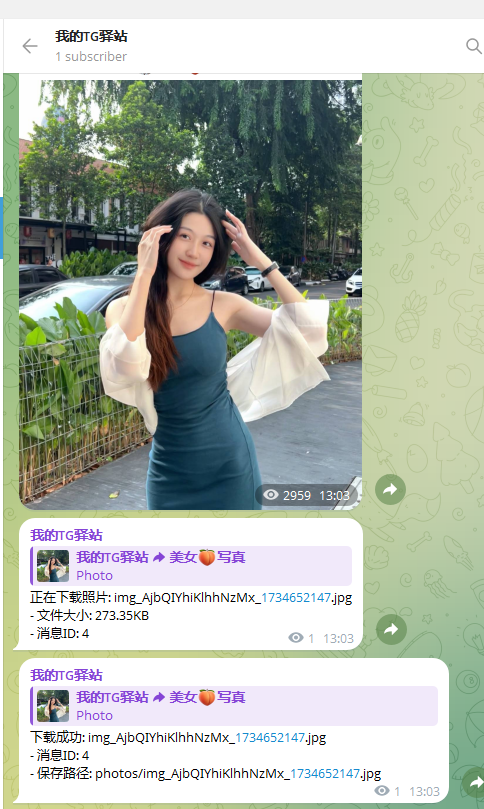 我的TG驿站
1 subscriber
2959 13:03
我的TG驿站
我的TG驿站 美女🍑写真
Photo
正在下载照片: img_AjbQIYhiKlhhNzMx_1734652147.jpg
- 文件大小: 273.35KB
- 消息ID: 4
1 13:03
我的TG驿站
我的TG驿站 美女🍑写真
Photo
下载成功: img_AjbQIYhiKlhhNzMx_1734652147.jpg
- 消息ID: 4
- 保存路径: photos/img_AjbQIYhiKlhhNzMx_1734652147.jpg
1 13:03